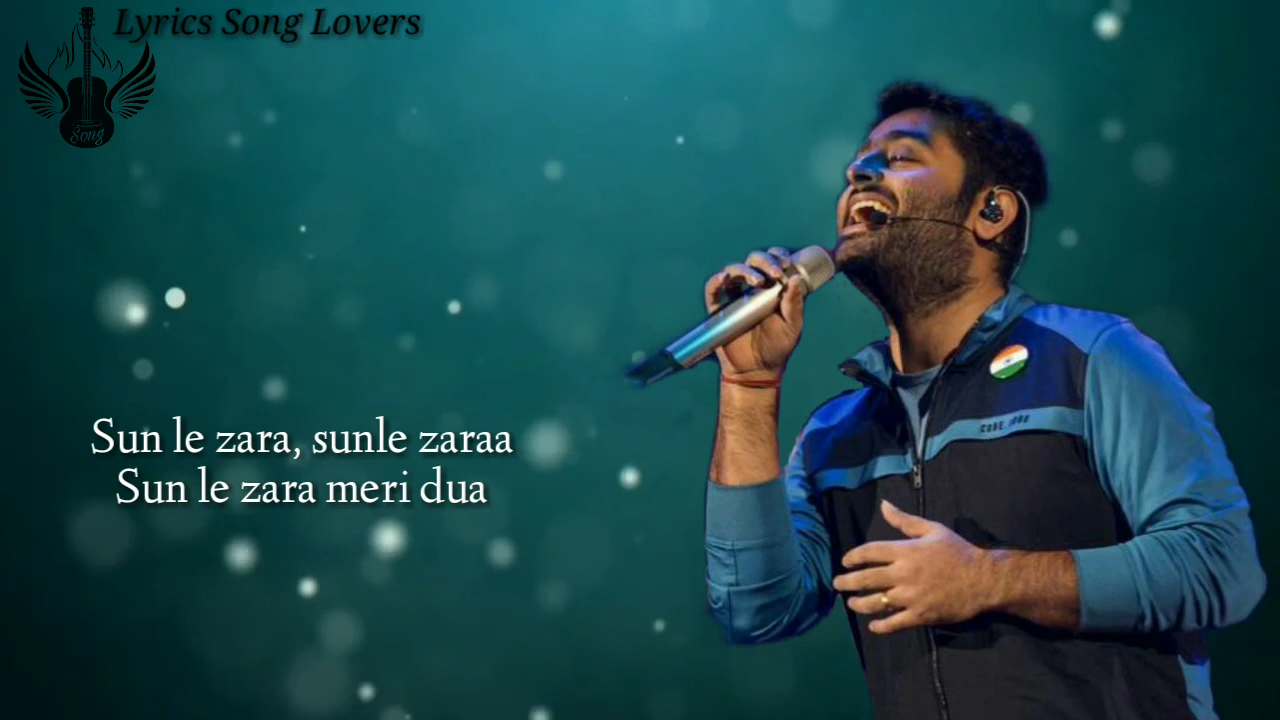 Lyrics Song Lovers
Song
Sun le zara, sunle zaraa
Sun le zara meri dua